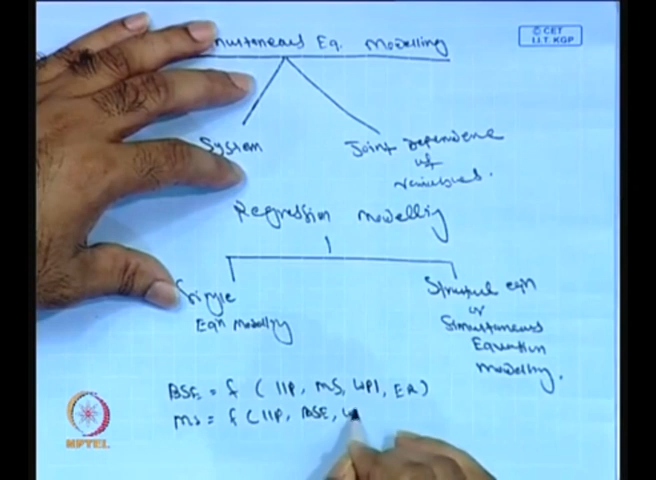 multaneous Eq. Modelling
© CET
I.I.T. KGP
System
Joint Dependence
of
variables.
Regression modelling
Single
Eqn modelling
Structural eqn
or
Simultaneous
Equation
modelling.
BSE = f ( IIP, MS, WPI, ER )
MS = f ( IIP, BSE, W
NPTEL